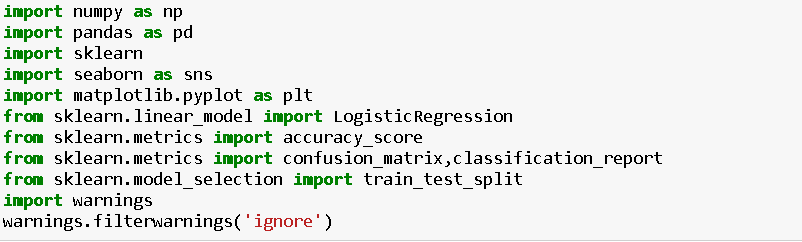 import numpy as np
import pandas as pd
import sklearn
import seaborn as sns
import matplotlib.pyplot as plt
from sklearn.linear_model import LogisticRegression
from sklearn.metrics import accuracy_score
from sklearn.metrics import confusion_matrix,classification_report
from sklearn.model_selection import train_test_split
import warnings
warnings.filterwarnings('ignore')